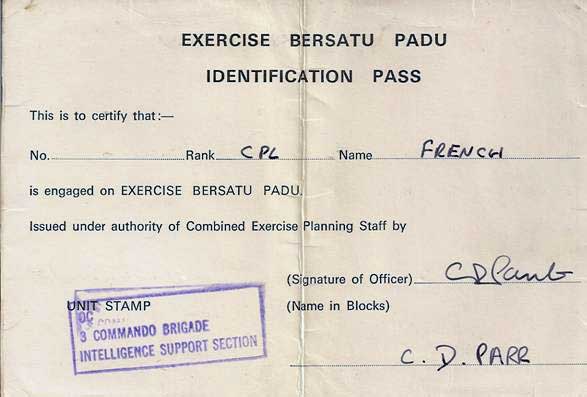 EXERCISE BERSATU PADU
IDENTIFICATION PASS
This is to certify that :—
No. Rank CPL Name FRENCH
is engaged on EXERCISE BERSATU PADU.
Issued under authority of Combined Exercise Planning Staff by
(Signature of Officer) C D Parr
UNIT STAMP (Name in Blocks)
OC
3 COMMANDO BRIGADE
INTELLIGENCE SUPPORT SECTION
C. D. PARR